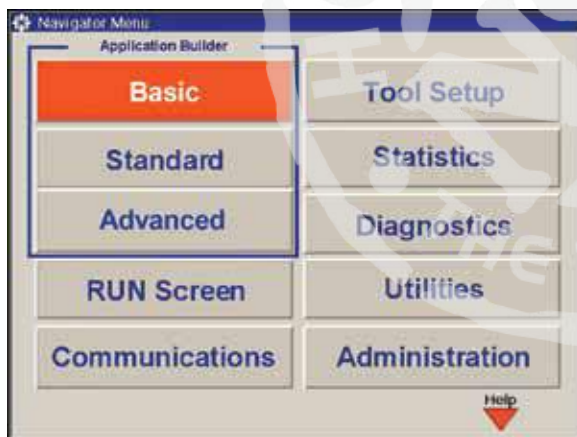 Navigator Menu
Application Builder
Basic
Standard
Advanced
RUN Screen
Communications
Tool Setup
Statistics
Diagnostics
Utilities
Administration
Help